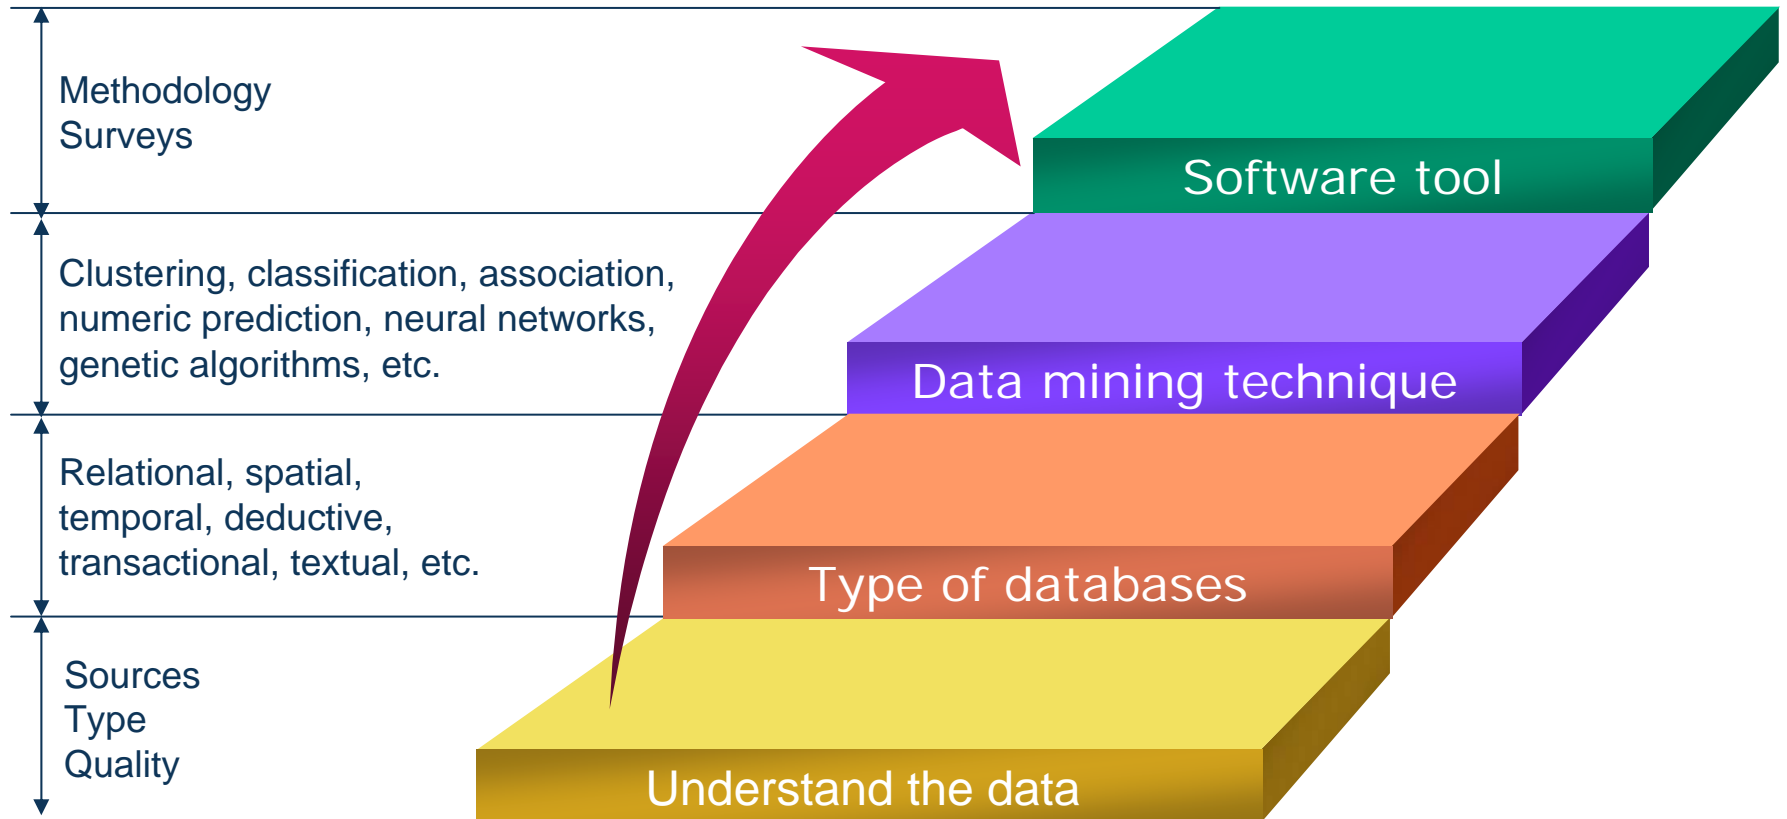 Methodology
Surveys
Software tool
Clustering, classification, association,
numeric prediction, neural networks,
genetic algorithms, etc.
Data mining technique
Relational, spatial,
temporal, deductive,
transactional, textual, etc.
Type of databases
Sources
Type
Quality
Understand the data